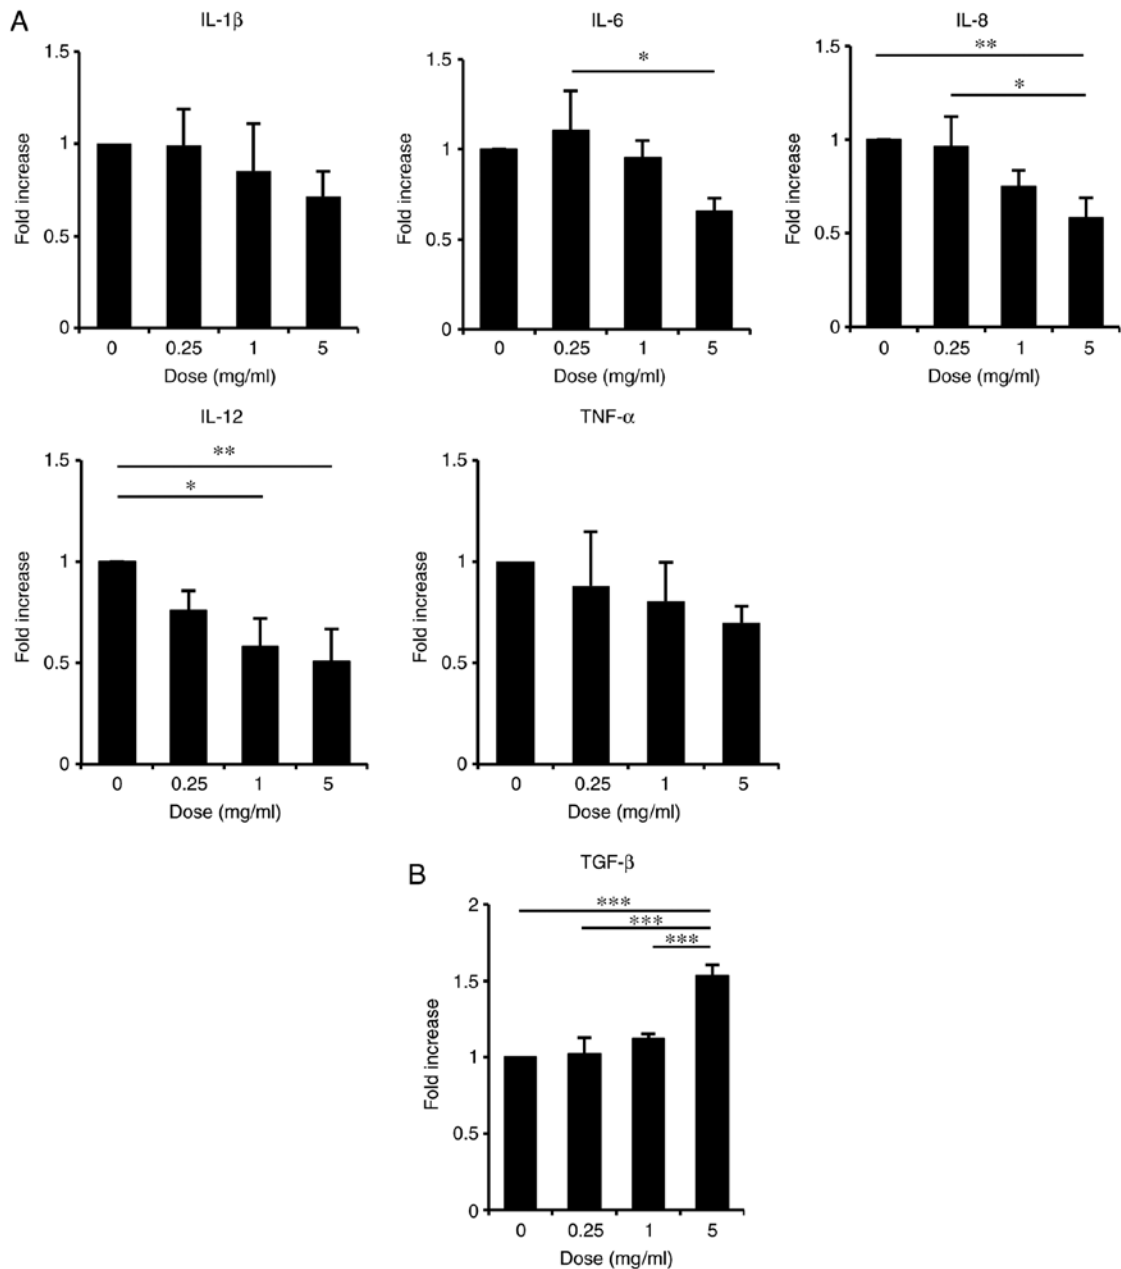 A
IL-1β
IL-6
IL-8
Fold increase
1.5
1
0.5
0
0 0.25 1 5
Dose (mg/ml)
Fold increase
1.5
1
0.5
0
*
0 0.25 1 5
Dose (mg/ml)
Fold increase
1.5
1
0.5
0
**
*
0 0.25 1 5
Dose (mg/ml)
IL-12
TNF-α
Fold increase
1.5
1
0.5
0
**
*
0 0.25 1 5
Dose (mg/ml)
Fold increase
1.5
1
0.5
0
0 0.25 1 5
Dose (mg/ml)
B
TGF-β
Fold increase
2
1.5
1
0.5
0
***
***
***
0 0.25 1 5
Dose (mg/ml)